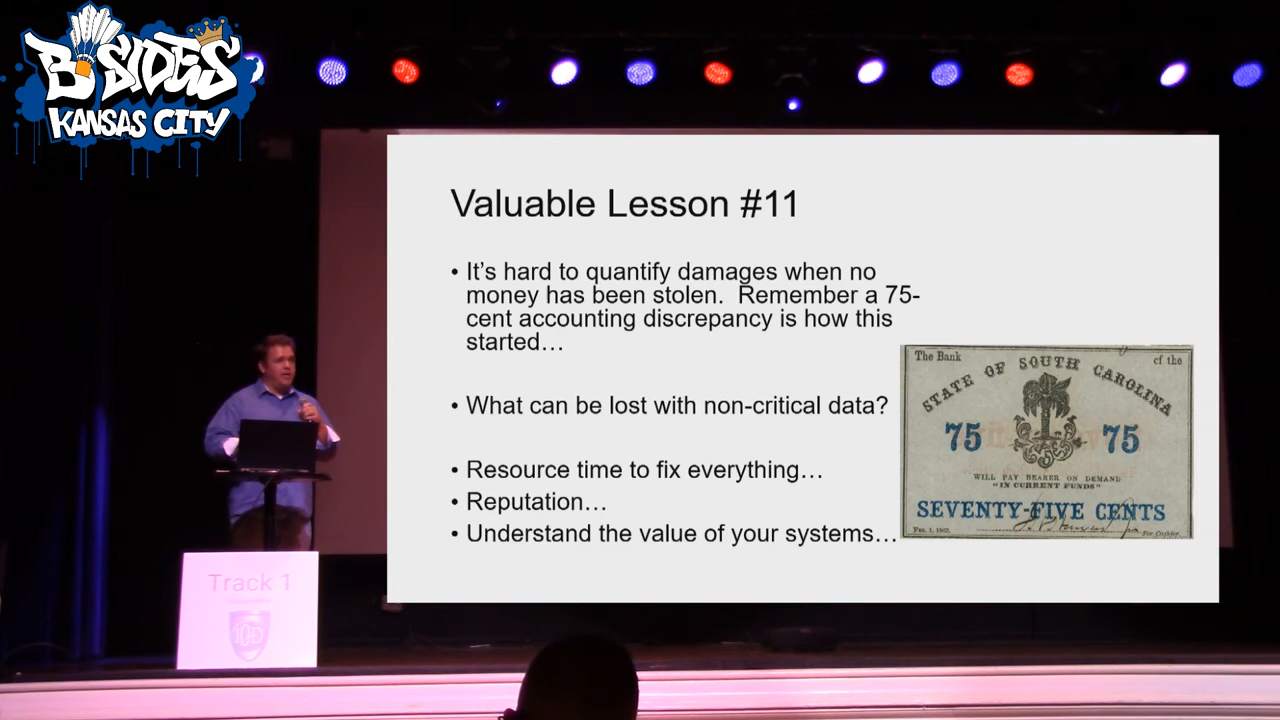 B-SIDES
KANSAS CITY
Valuable Lesson #11
• It’s hard to quantify damages when no
money has been stolen.  Remember a 75-
cent accounting discrepancy is how this
started…
• What can be lost with non-critical data?
• Resource time to fix everything…
• Reputation…
• Understand the value of your systems…
The Bank of the
STATE OF SOUTH CAROLINA
75 75
WILL PAY BEARER ON DEMAND
"IN CURRENT FUNDS"
SEVENTY-FIVE CENTS
For Cashier.
Track 1